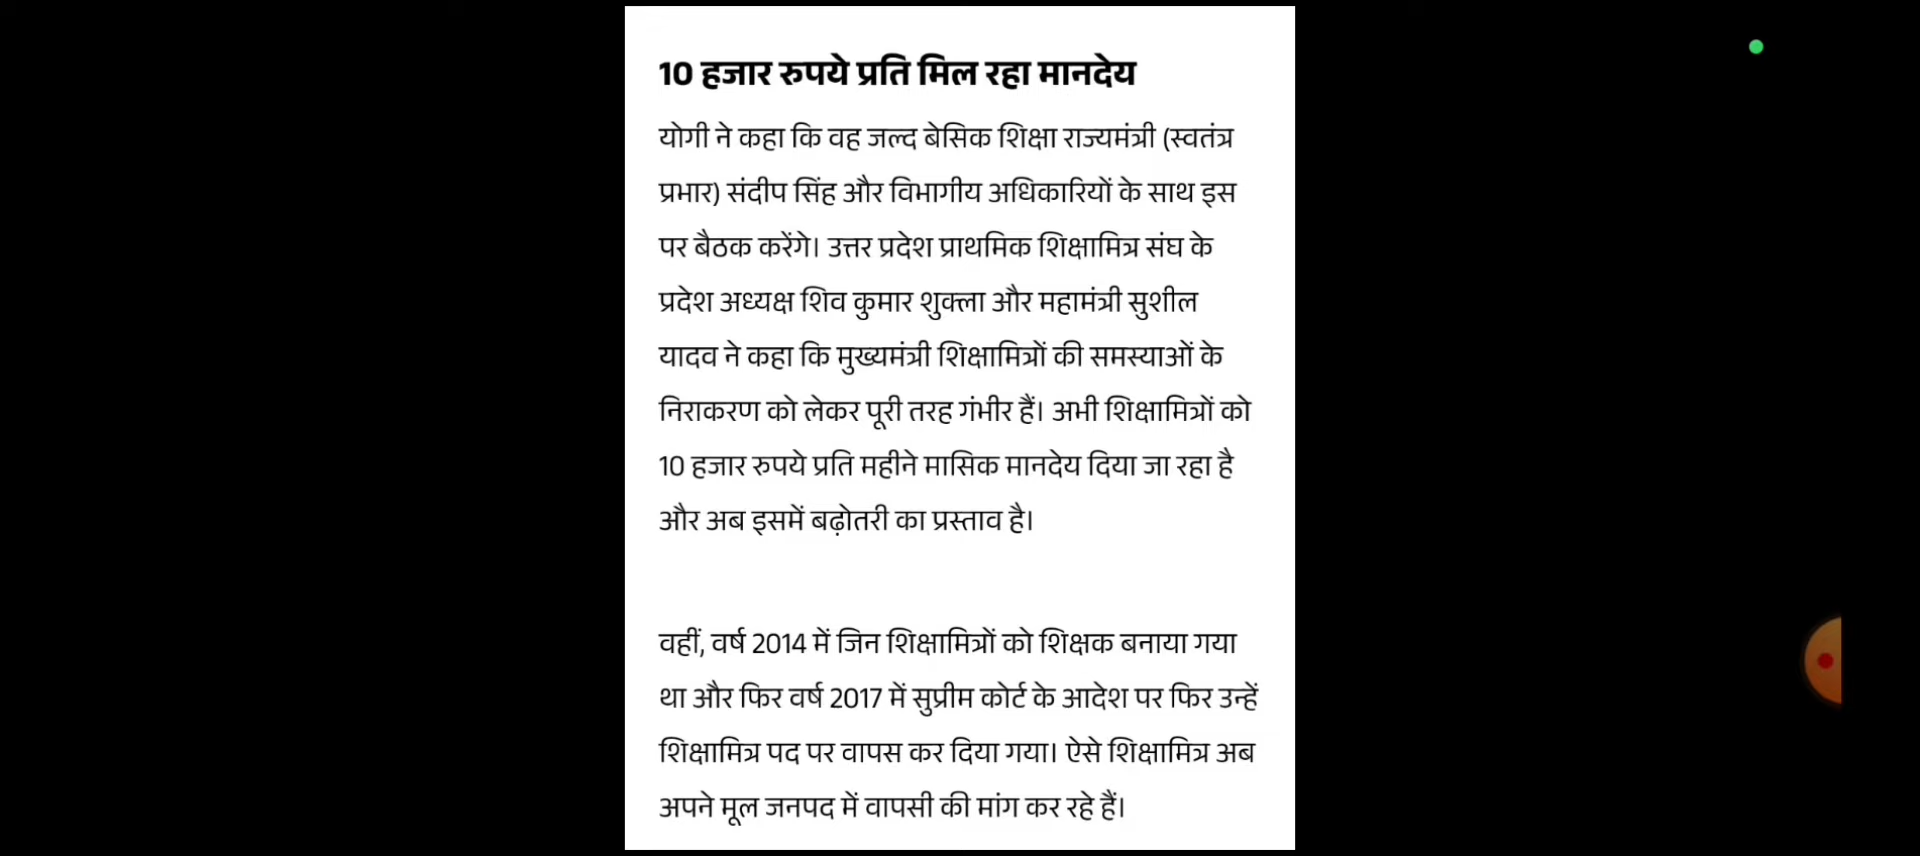 10 हजार रुपये प्रति मिल रहा मानदेय
योगी ने कहा कि वह जल्द बेसिक शिक्षा राज्यमंत्री (स्वतंत्र
प्रभार) संदीप सिंह और विभागीय अधिकारियों के साथ इस
पर बैठक करेंगे। उत्तर प्रदेश प्राथमिक शिक्षामित्र संघ के
प्रदेश अध्यक्ष शिव कुमार शुक्ला और महामंत्री सुशील
यादव ने कहा कि मुख्यमंत्री शिक्षामित्रों की समस्याओं के
निराकरण को लेकर पूरी तरह गंभीर हैं। अभी शिक्षामित्रों को
10 हजार रुपये प्रति महीने मासिक मानदेय दिया जा रहा है
और अब इसमें बढ़ोतरी का प्रस्ताव है।
वहीं, वर्ष 2014 में जिन शिक्षामित्रों को शिक्षक बनाया गया
था और फिर वर्ष 2017 में सुप्रीम कोर्ट के आदेश पर फिर उन्हें
शिक्षामित्र पद पर वापस कर दिया गया। ऐसे शिक्षामित्र अब
अपने मूल जनपद में वापसी की मांग कर रहे हैं।